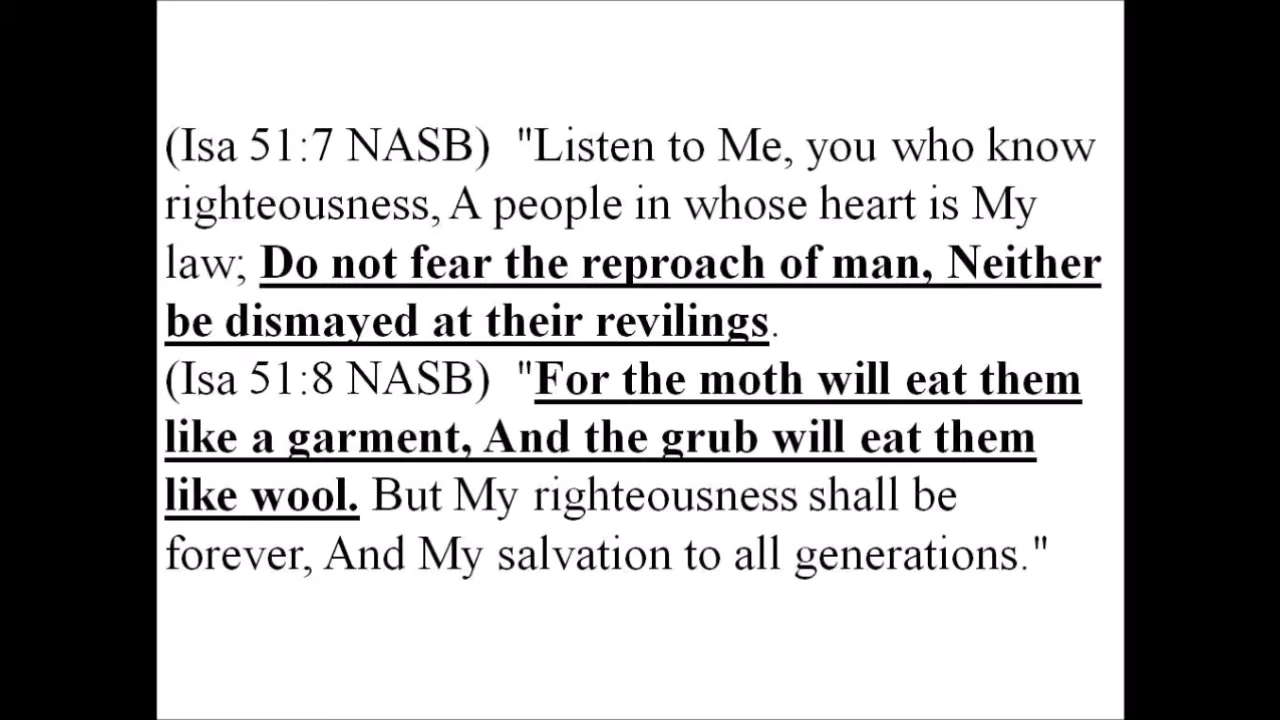 (Isa 51:7 NASB)  "Listen to Me, you who know
righteousness, A people in whose heart is My
law; Do not fear the reproach of man, Neither
be dismayed at their revilings.
(Isa 51:8 NASB)  "For the moth will eat them
like a garment, And the grub will eat them
like wool. But My righteousness shall be
forever, And My salvation to all generations."